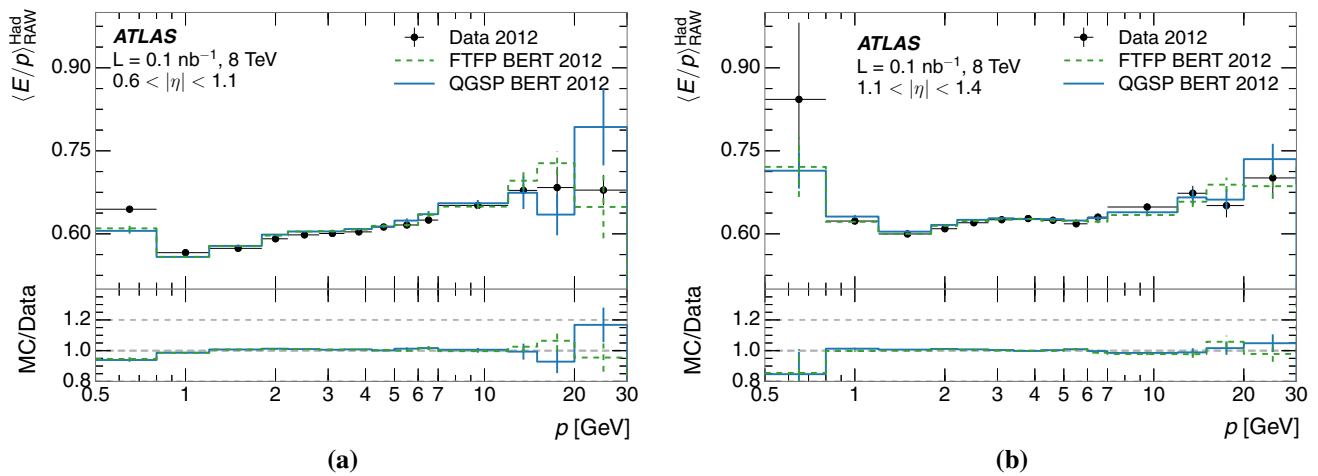 ⟨E/p⟩Had RAW
0.90
0.75
0.60
ATLAS
L = 0.1 nb⁻¹, 8 TeV
0.6 < |η| < 1.1
Data 2012
FTFP BERT 2012
QGSP BERT 2012
MC/Data
1.2
1.0
0.8
0.5 1 2 3 4 5 6 7 10 20 30
p [GeV]
(a)
⟨E/p⟩Had RAW
0.90
0.75
0.60
ATLAS
L = 0.1 nb⁻¹, 8 TeV
1.1 < |η| < 1.4
Data 2012
FTFP BERT 2012
QGSP BERT 2012
MC/Data
1.2
1.0
0.8
0.5 1 2 3 4 5 6 7 10 20 30
p [GeV]
(b)